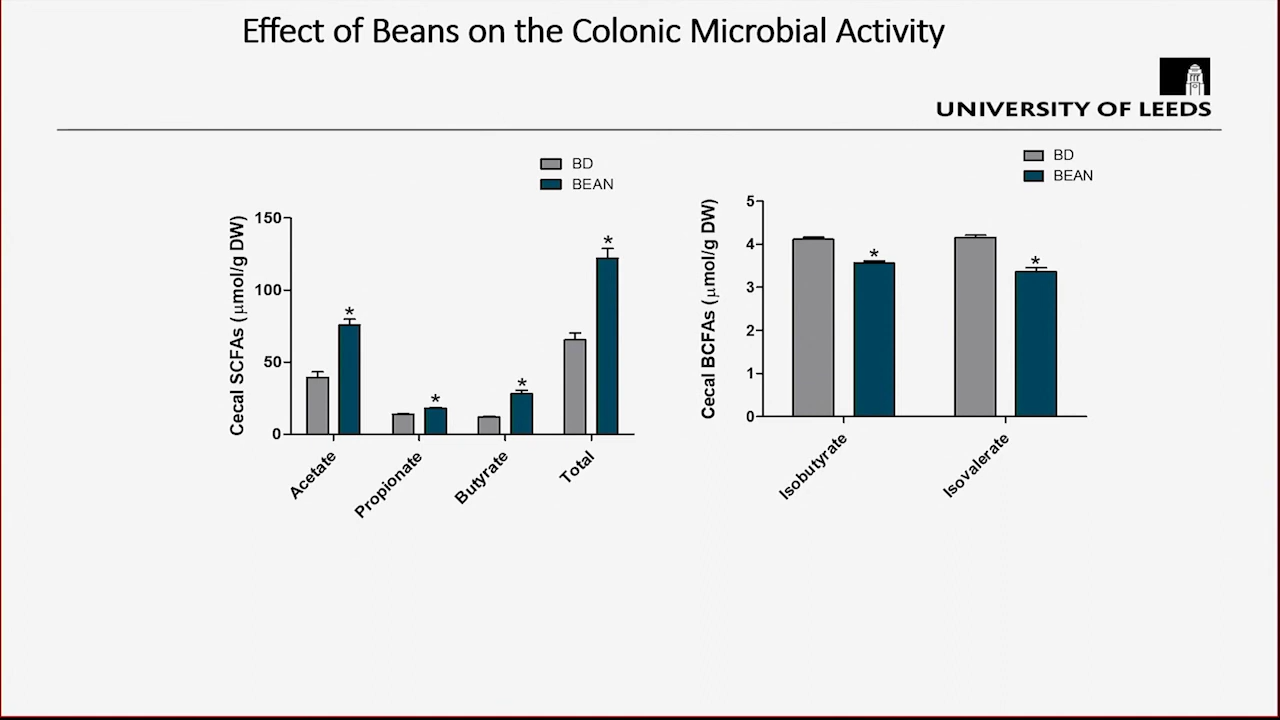 Effect of Beans on the Colonic Microbial Activity
UNIVERSITY OF LEEDS
BD
BEAN
Cecal SCFAs (µmol/g DW)
150
100
50
0
Acetate
Propionate
Butyrate
Total
*
*
*
*
BD
BEAN
Cecal BCFAs (µmol/g DW)
5
4
3
2
1
0
Isobutyrate
Isovalerate
*
*